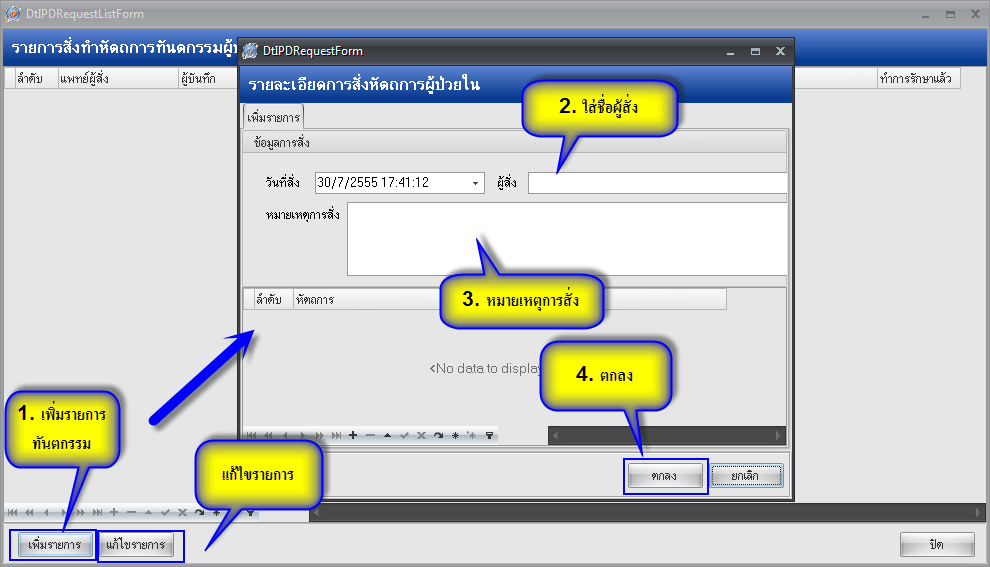 DtIPDRequestListForm
รายการสั่งทำหัตถการทันตกรรมผู้
ลำดับ แพทย์ผู้สั่ง ผู้บันทึก ทำการรักษาแล้ว
DtIPDRequestForm
รายละเอียดการสั่งหัตถการผู้ป่วยใน
2. ใส่ชื่อผู้สั่ง
เพิ่มรายการ
ข้อมูลการสั่ง
วันที่สั่ง 30/7/2555 17:41:12 ผู้สั่ง
หมายเหตุการสั่ง
3. หมายเหตุการสั่ง
ลำดับ หัตถการ
<No data to display
4. ตกลง
1. เพิ่มรายการ
ทันตกรรม
แก้ไขรายการ
ตกลง ยกเลิก
เพิ่มรายการ แก้ไขรายการ ปิด